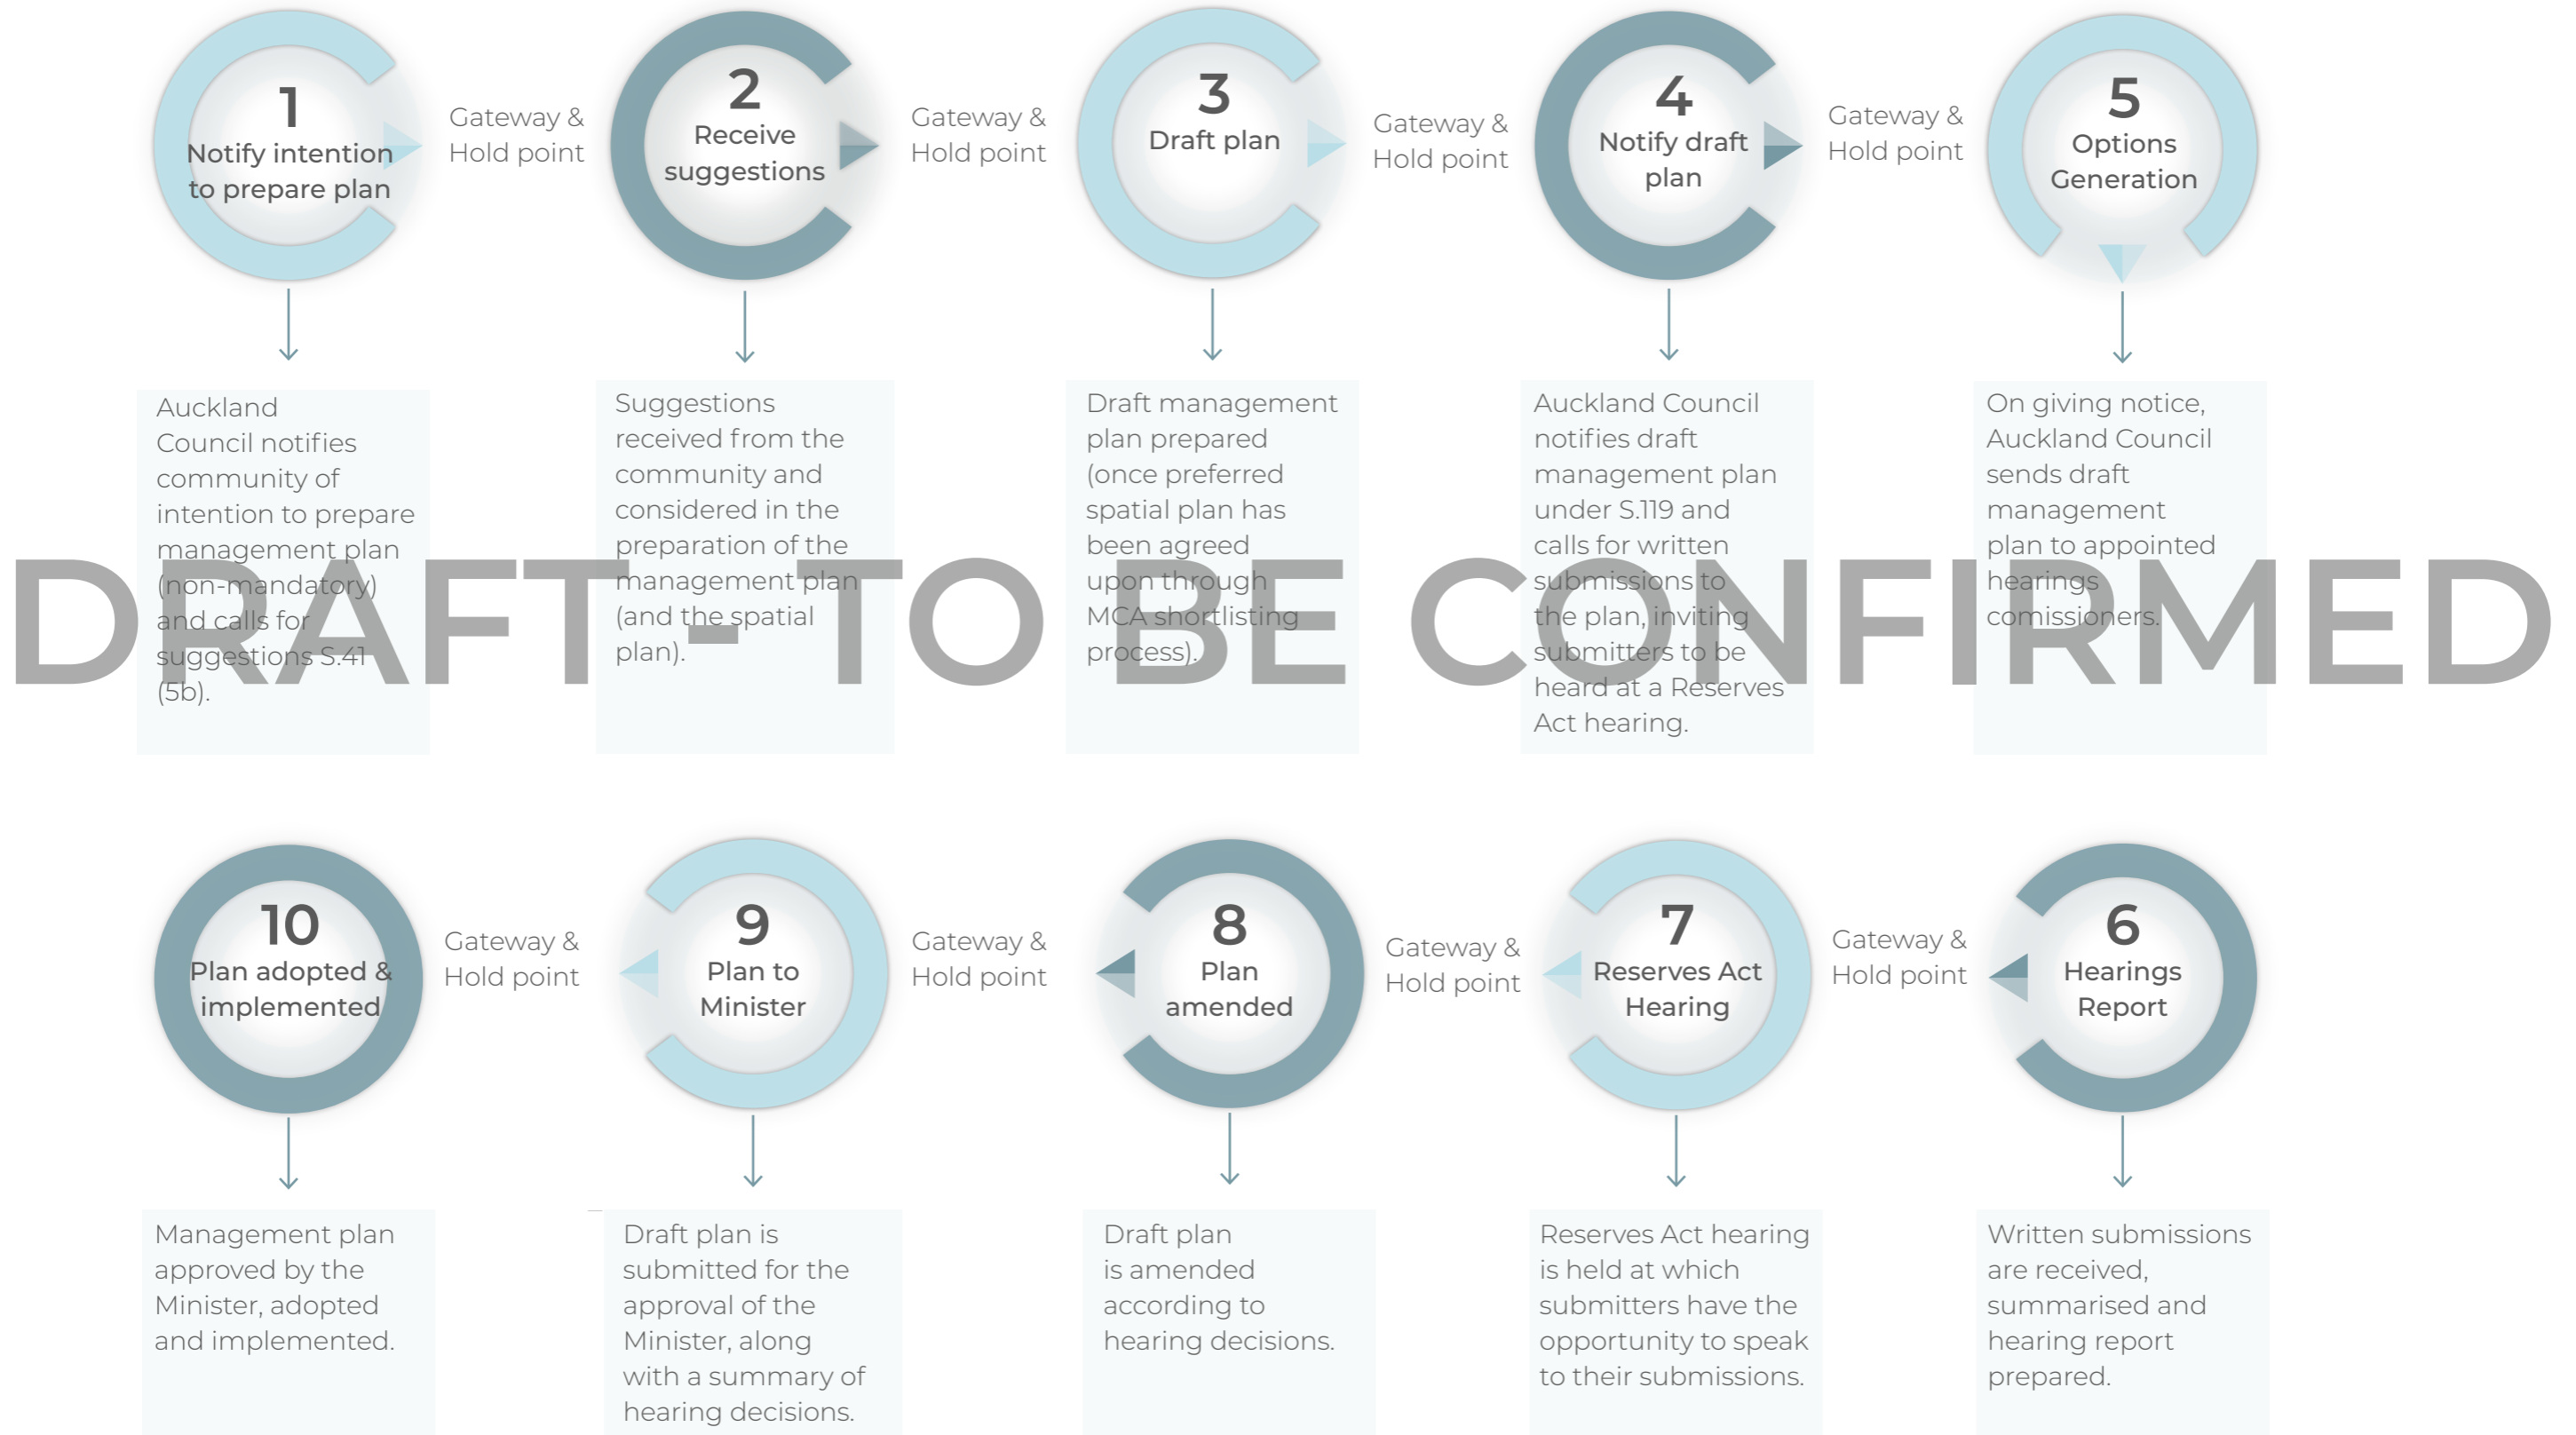 1
Notify intention
to prepare plan
Gateway &
Hold point
2
Receive
suggestions
Gateway &
Hold point
3
Draft plan
Gateway &
Hold point
4
Notify draft
plan
Gateway &
Hold point
5
Options
Generation
Auckland
Council notifies
community of
intention to prepare
management plan
(non-mandatory)
and calls for
suggestions S.41
(5b).
Suggestions
received from the
community and
considered in the
preparation of the
management plan
(and the spatial
plan).
Draft management
plan prepared
(once preferred
spatial plan has
been agreed
upon through
MCA shortlisting
process).
Auckland Council
notifies draft
management plan
under S.119 and
calls for written
submissions to
the plan, inviting
submitters to be
heard at a Reserves
Act hearing.
On giving notice,
Auckland Council
sends draft
management
plan to appointed
hearings
comissioners.
DRAFT - TO BE CONFIRMED
10
Plan adopted &
implemented
Gateway &
Hold point
9
Plan to
Minister
Gateway &
Hold point
8
Plan
amended
Gateway &
Hold point
7
Reserves Act
Hearing
Gateway &
Hold point
6
Hearings
Report
Management plan
approved by the
Minister, adopted
and implemented.
Draft plan is
submitted for the
approval of the
Minister, along
with a summary of
hearing decisions.
Draft plan
is amended
according to
hearing decisions.
Reserves Act hearing
is held at which
submitters have the
opportunity to speak
to their submissions.
Written submissions
are received,
summarised and
hearing report
prepared.